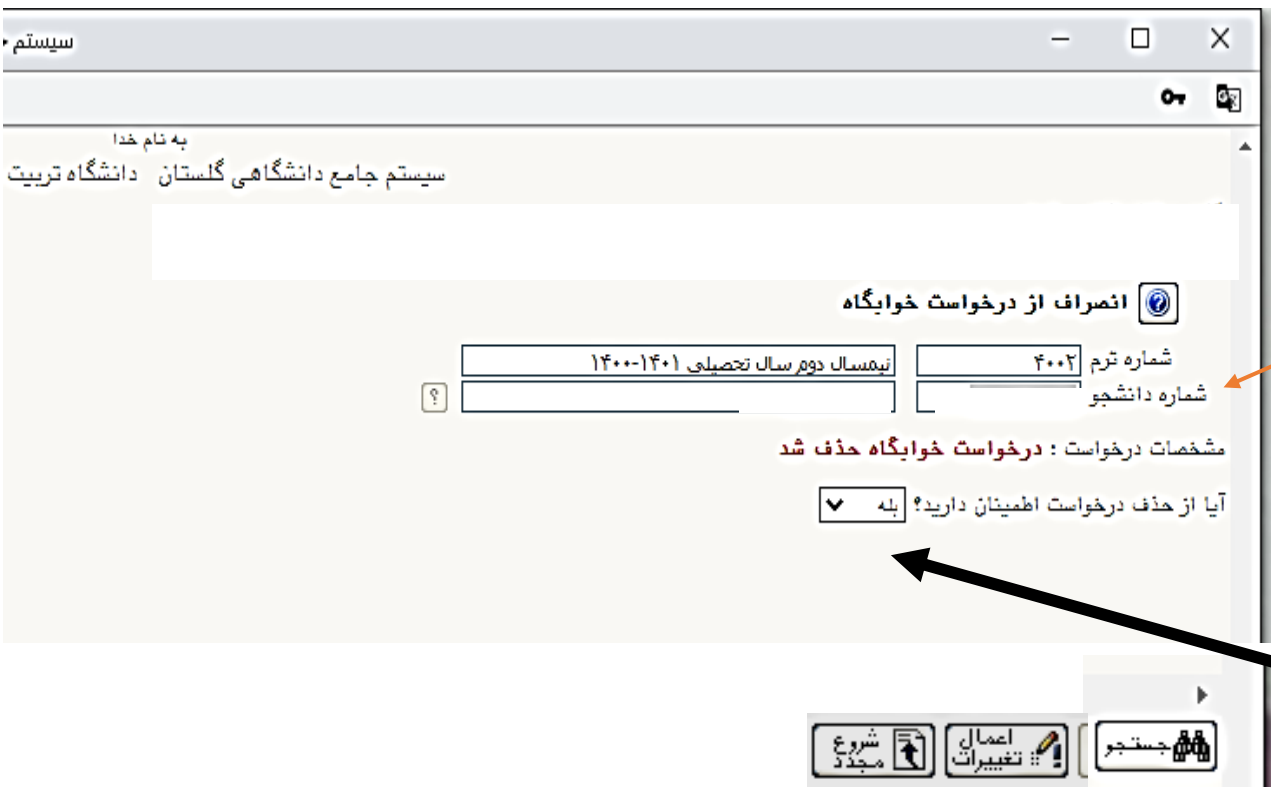 سیستم
به نام خدا
سیستم جامع دانشگاهی گلستان دانشگاه تربیت
انصراف از درخواست خوابگاه
شماره ترم ۴۰۰۲ نیمسال دوم سال تحصیلی ۱۴۰۱-۱۴۰۰
شماره دانشجو ؟
مشخصات درخواست : درخواست خوابگاه حذف شد
آیا از حذف درخواست اطمینان دارید؟ بله
جستجو اعمال تغییرات شروع مجدد